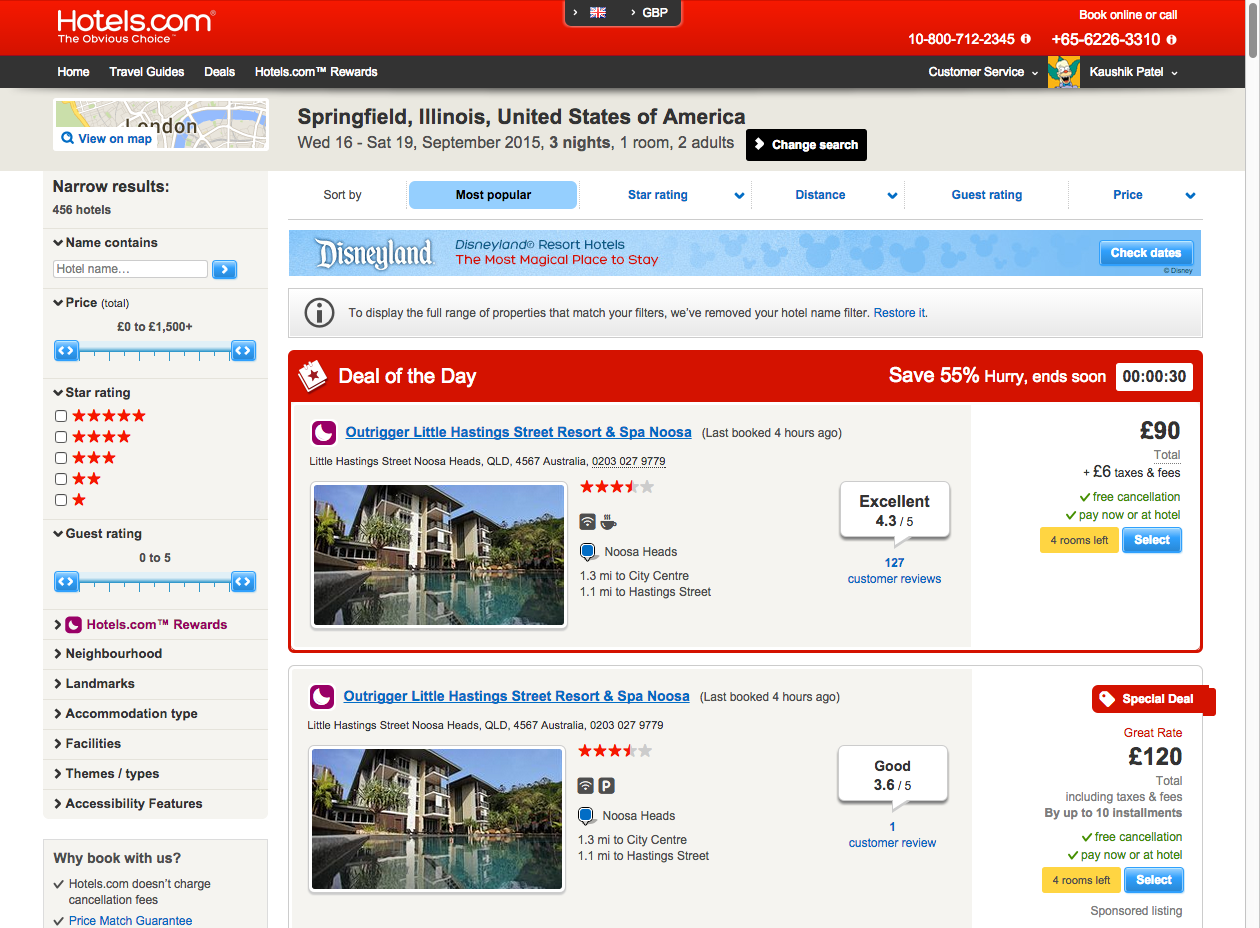 Hotels.com®
The Obvious Choice™
GBP
Book online or call
10-800-712-2345 +65-6226-3310
Home Travel Guides Deals Hotels.com™ Rewards
Customer Service Kaushik Patel
London
View on map
Springfield, Illinois, United States of America
Wed 16 - Sat 19, September 2015, 3 nights, 1 room, 2 adults
Change search
Narrow results:
456 hotels
Name contains
Hotel name...
Price (total)
£0 to £1,500+
Star rating
Guest rating
0 to 5
Hotels.com™ Rewards
Neighbourhood
Landmarks
Accommodation type
Facilities
Themes / types
Accessibility Features
Why book with us?
Hotels.com doesn't charge
cancellation fees
Price Match Guarantee
Sort by Most popular Star rating Distance Guest rating Price
Disneyland
Disneyland® Resort Hotels
The Most Magical Place to Stay
Check dates
© Disney
To display the full range of properties that match your filters, we've removed your hotel name filter. Restore it.
Deal of the Day
Save 55% Hurry, ends soon 00:00:30
Outrigger Little Hastings Street Resort & Spa Noosa (Last booked 4 hours ago)
Little Hastings Street Noosa Heads, QLD, 4567 Australia, 0203 027 9779
Noosa Heads
1.3 mi to City Centre
1.1 mi to Hastings Street
Excellent
4.3 / 5
127
customer reviews
£90
Total
+ £6 taxes & fees
free cancellation
pay now or at hotel
4 rooms left Select
Outrigger Little Hastings Street Resort & Spa Noosa (Last booked 4 hours ago)
Little Hastings Street Noosa Heads, QLD, 4567 Australia, 0203 027 9779
P
Noosa Heads
1.3 mi to City Centre
1.1 mi to Hastings Street
Good
3.6 / 5
1
customer review
Special Deal
Great Rate
£120
Total
including taxes & fees
By up to 10 installments
free cancellation
pay now or at hotel
4 rooms left Select
Sponsored listing